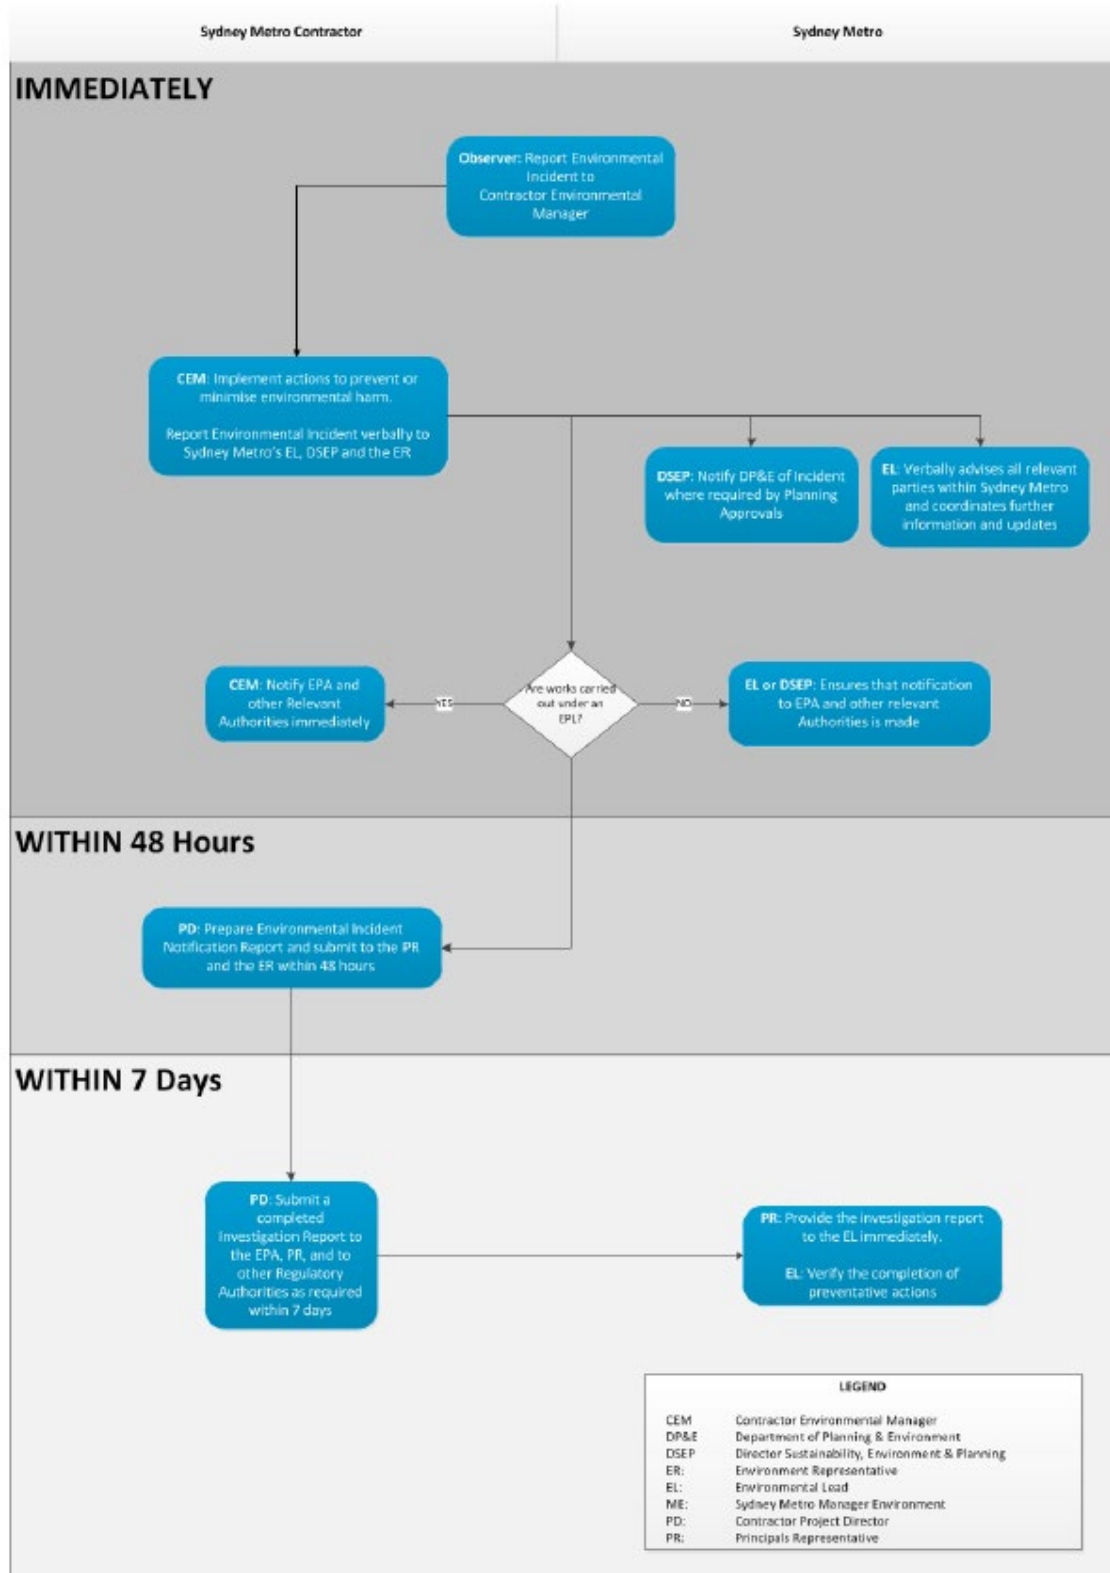 Sydney Metro Contractor
Sydney Metro
IMMEDIATELY
Observer: Report Environmental
Incident to
Contractor Environmental
Manager
CEM: Implement actions to prevent or
minimise environmental harm.
Report Environmental Incident verbally to
Sydney Metro's EL, DSEP and the ER
DSEP: Notify DP&E of Incident
where required by Planning
Approvals
EL: Verbally advises all relevant
parties within Sydney Metro
and coordinates further
information and updates
CEM: Notify EPA and
other Relevant
Authorities immediately
YES
Are works carried
out under an
EPL?
NO
EL or DSEP: Ensures that notification
to EPA and other relevant
Authorities is made
WITHIN 48 Hours
PD: Prepare Environmental Incident
Notification Report and submit to the PR
and the ER within 48 hours
WITHIN 7 Days
PD: Submit a
completed
Investigation Report to
the EPA, PR, and to
other Regulatory
Authorities as required
within 7 days
PR: Provide the investigation report
to the EL immediately.
EL: Verify the completion of
preventative actions
LEGEND
CEM Contractor Environmental Manager
DP&E Department of Planning & Environment
DSEP Director Sustainability, Environment & Planning
ER: Environment Representative
EL: Environmental Lead
ME: Sydney Metro Manager Environment
PD: Contractor Project Director
PR: Principals Representative